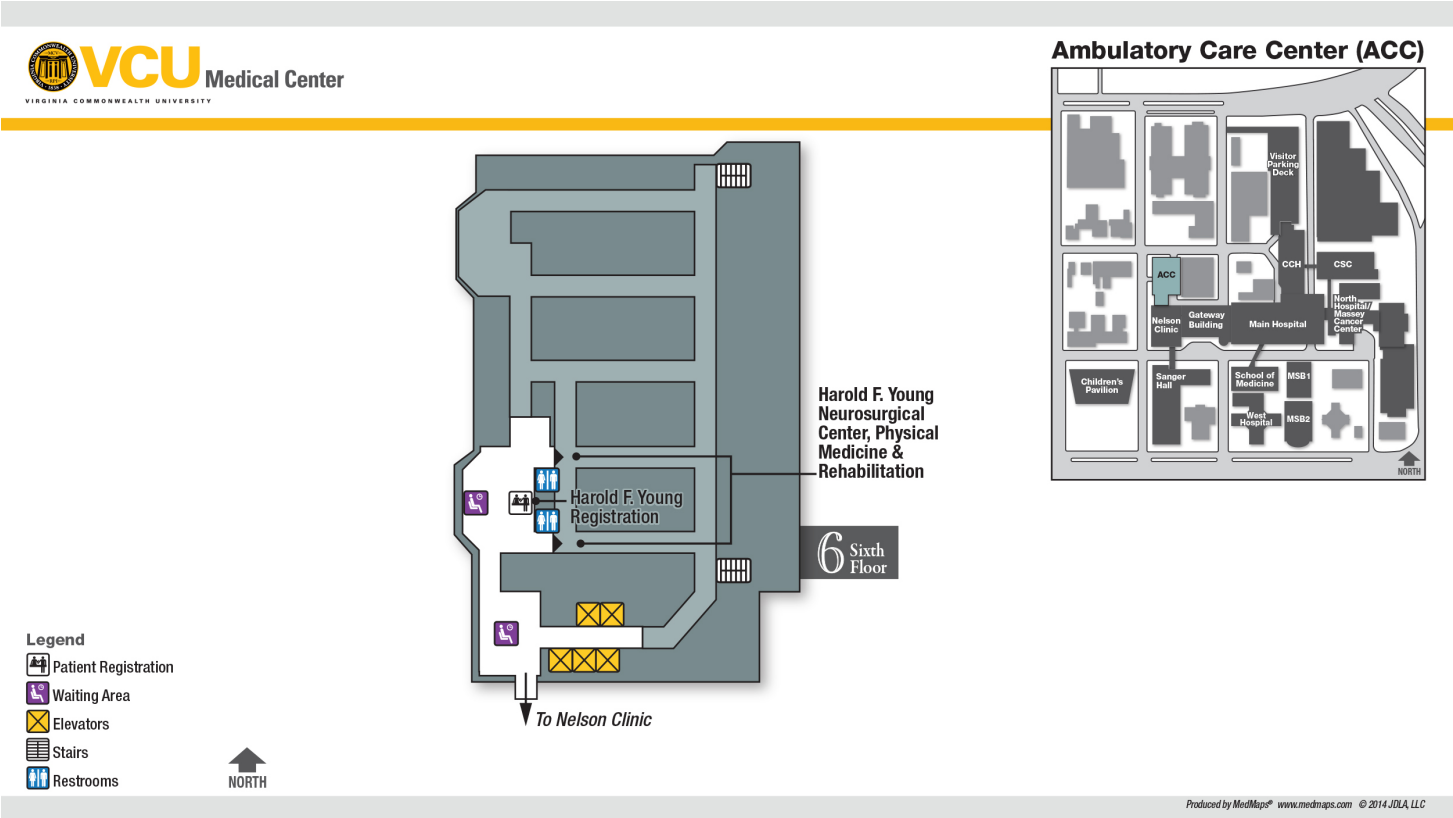 VCU Medical Center
VIRGINIA COMMONWEALTH UNIVERSITY
Ambulatory Care Center (ACC)
Visitor
Parking
Deck
ACC
CCH
CSC
Nelson
Clinic
Gateway
Building
Main Hospital
North
Hospital/
Massey
Cancer
Center
Children's
Pavilion
Sanger
Hall
School of
Medicine
MSB1
West
Hospital
MSB2
NORTH
Harold F. Young
Neurosurgical
Center, Physical
Medicine &
Rehabilitation
Harold F. Young
Registration
6 Sixth
Floor
To Nelson Clinic
Legend
Patient Registration
Waiting Area
Elevators
Stairs
Restrooms
NORTH
Produced by MedMaps® www.medmaps.com © 2014 JDLA, LLC